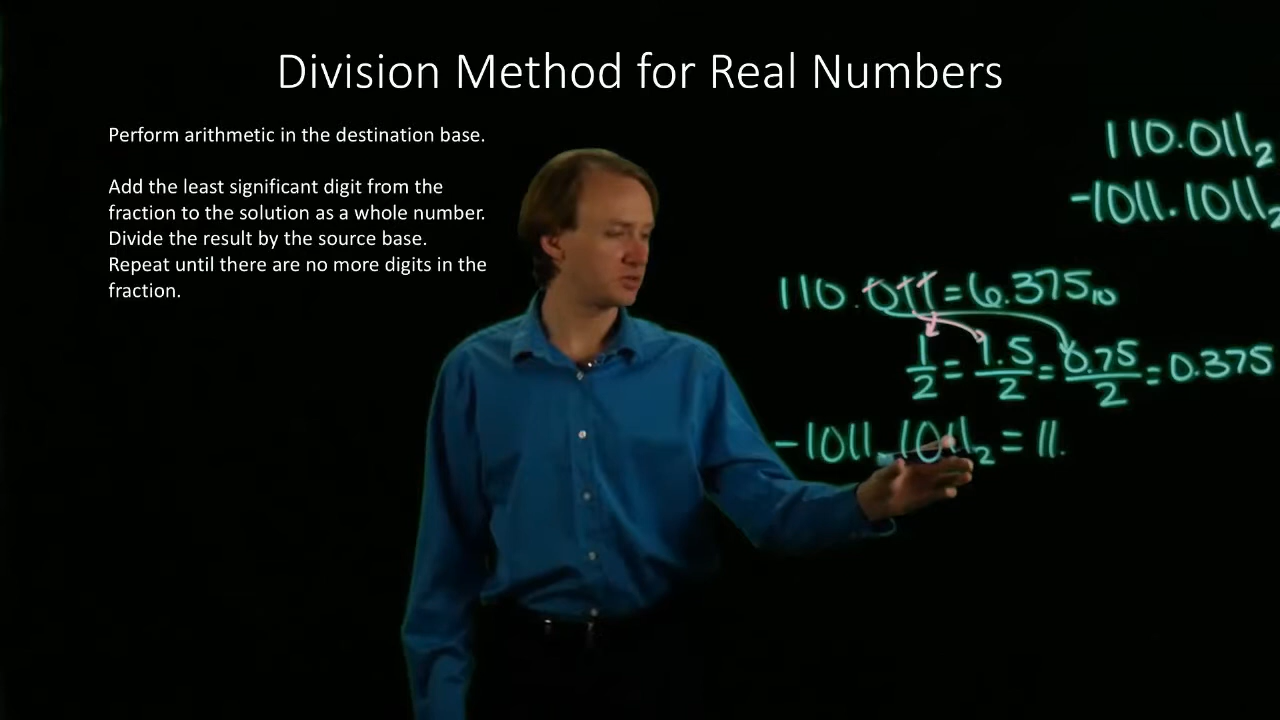 Division Method for Real Numbers
Perform arithmetic in the destination base.
Add the least significant digit from the
fraction to the solution as a whole number.
Divide the result by the source base.
Repeat until there are no more digits in the
fraction.
110.011₂
-1011.1011₂
110.011=6.375₁₀
1/2 = 1.5/2 = 0.75/2 = 0.375
-1011.1011₂ = 11.